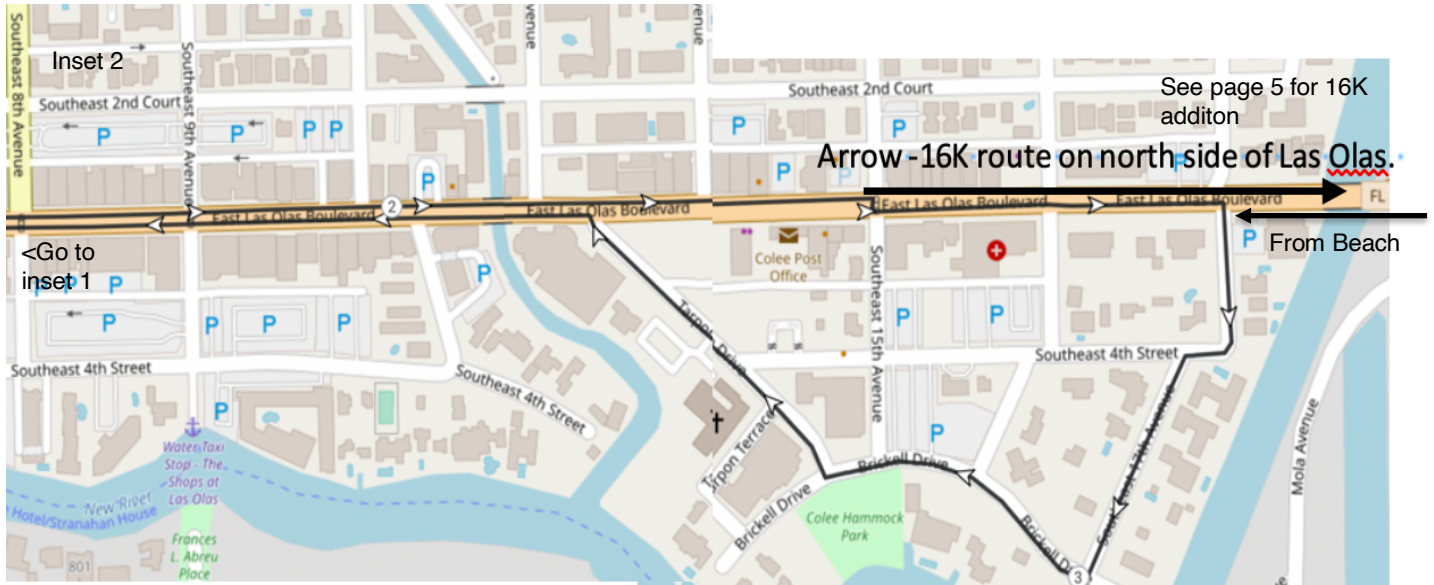 Inset 2
Southeast 8th Avenue
Southeast 9th Avenue
enue
venue
Southeast 2nd Court
Southeast 2nd Court
See page 5 for 16K
additon
P
P
P
P
P
P
P
P
P
P
Arrow -16K route on north side of Las Olas.
2
East Las Olas Boulevard
East Las Olas Boulevard
East Las Olas Boulevard
East Las Olas Boulevard
FL
<Go to
inset 1
From Beach
P
Colee Post
Office
P
P
P
P
P
P
P
P
P
P
Southeast 15th Avenue
Tarpon Drive
Southeast 4th Street
Southeast 4th Street
Southeast 4th Street
P
P
Water Taxi
Stop - The
Shops at
Las Olas
Tarpon Terrace
Brickell Drive
Brickell Drive
Brickell Dr
Southeast 17th Avenue
Mola Avenue
New River
Hotel/Stranahan House
Colee Hammock
Park
Frances
L. Abreu
Place
801
3